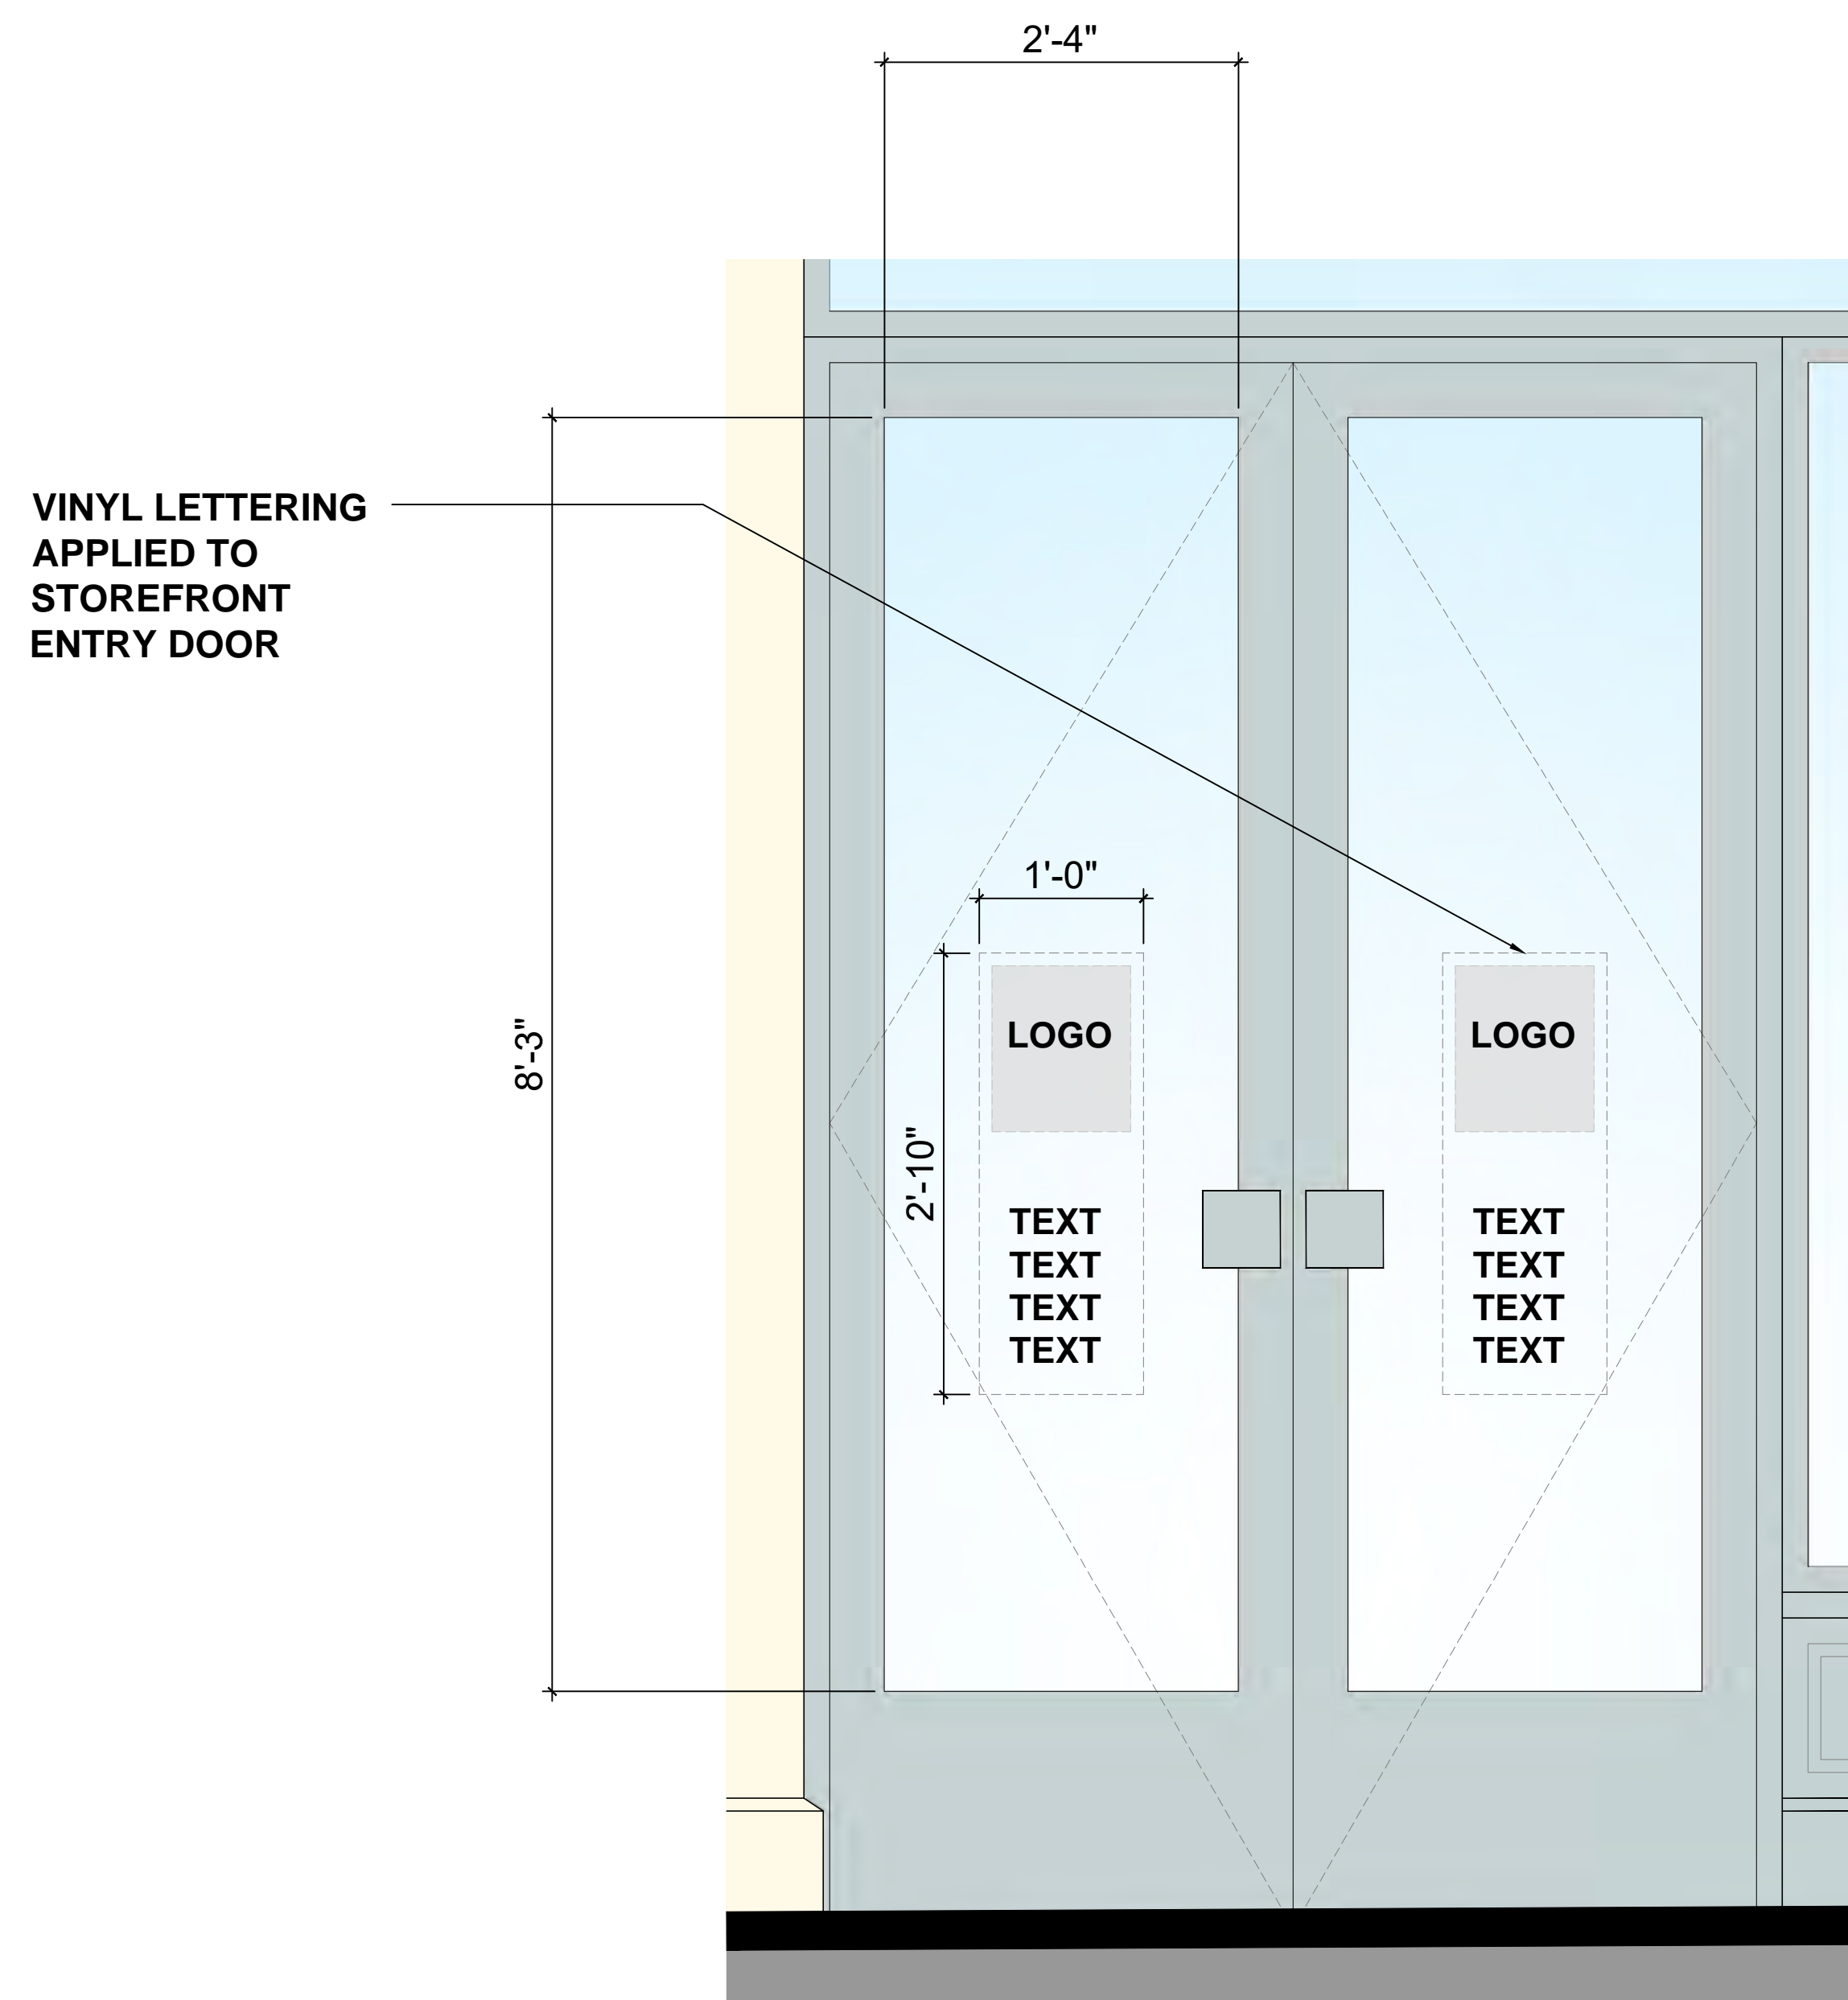 2'-4"
VINYL LETTERING
APPLIED TO
STOREFRONT
ENTRY DOOR
8'-3"
1'-0"
2'-10"
LOGO
TEXT
TEXT
TEXT
TEXT
LOGO
TEXT
TEXT
TEXT
TEXT